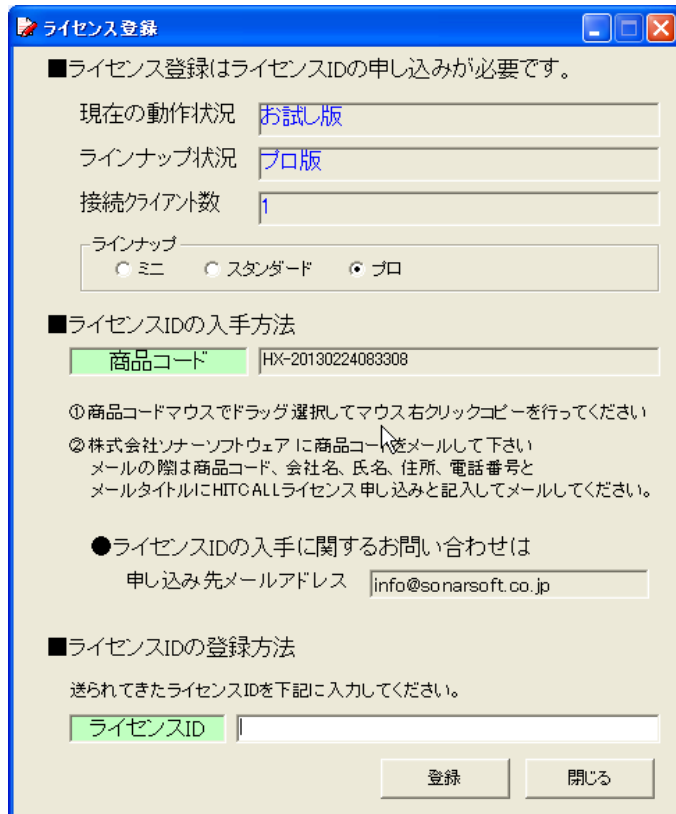 ライセンス登録
■ライセンス登録はライセンスIDの申し込みが必要です。
現在の動作状況 お試し版
ラインナップ状況 プロ版
接続クライアント数 1
ラインナップ
ミニ スタンダード プロ
■ライセンスIDの入手方法
商品コード HX-20130224083308
①商品コードマウスでドラッグ選択してマウス右クリックコピーを行ってください
②株式会社ソナーソフトウェアに商品コードをメールして下さい
メールの際は商品コード、会社名、氏名、住所、電話番号と
メールタイトルにHITCALLライセンス申し込みと記入してメールしてください。
●ライセンスIDの入手に関するお問い合わせは
申し込み先メールアドレス info@sonarsoft.co.jp
■ライセンスIDの登録方法
送られてきたライセンスIDを下記に入力してください。
ライセンスID
登録 閉じる